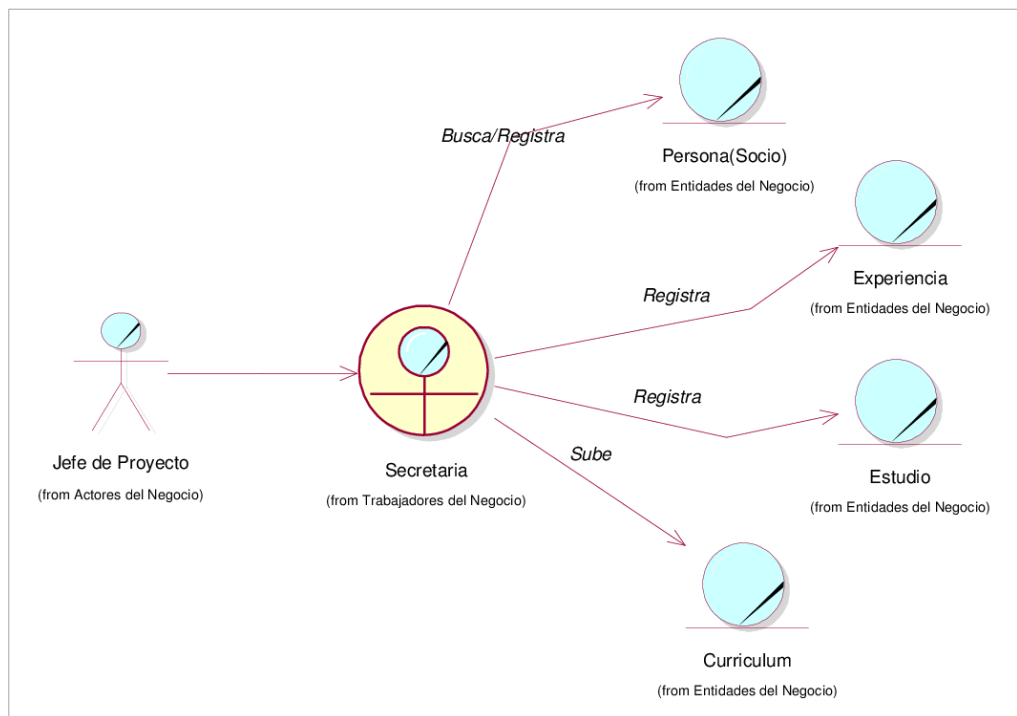 Busca/Registra
Persona(Socio)
(from Entidades del Negocio)
Registra
Experiencia
(from Entidades del Negocio)
Jefe de Proyecto
(from Actores del Negocio)
Secretaria
(from Trabajadores del Negocio)
Registra
Estudio
(from Entidades del Negocio)
Sube
Curriculum
(from Entidades del Negocio)